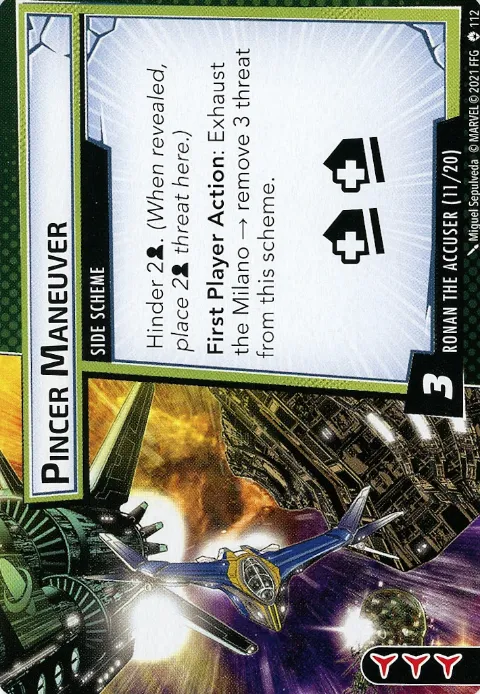 PINCER MANEUVER
SIDE SCHEME
Hinder 2. (When revealed,
place 2 threat here.)
First Player Action: Exhaust
the Milano → remove 3 threat
from this scheme.
3
RONAN THE ACCUSER (11/20)
Miguel Sepulveda © MARVEL © 2021 FFG 112